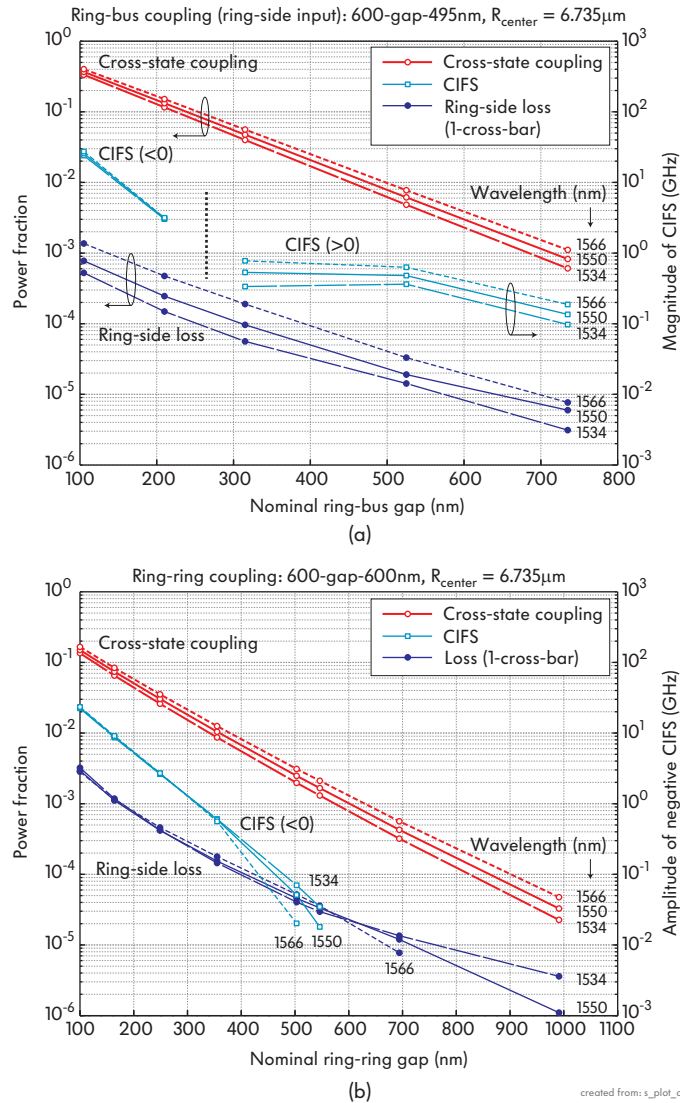 Ring-bus coupling (ring-side input): 600-gap-495nm, R_center = 6.735μm
10^0
10^-1
10^-2
10^-3
10^-4
10^-5
10^-6
Power fraction
10^3
10^2
10^1
10^0
10^-1
10^-2
10^-3
Magnitude of CIFS (GHz)
Cross-state coupling
CIFS
Ring-side loss
(1-cross-bar)
Cross-state coupling
CIFS (<0)
CIFS (>0)
Ring-side loss
Wavelength (nm)
1566
1550
1534
1566
1550
1534
1566
1550
1534
100 200 300 400 500 600 700 800
Nominal ring-bus gap (nm)
(a)
Ring-ring coupling: 600-gap-600nm, R_center = 6.735μm
10^0
10^-1
10^-2
10^-3
10^-4
10^-5
10^-6
Power fraction
10^3
10^2
10^1
10^0
10^-1
10^-2
10^-3
Amplitude of negative CIFS (GHz)
Cross-state coupling
CIFS
Loss (1-cross-bar)
Cross-state coupling
CIFS (<0)
Ring-side loss
Wavelength (nm)
1566
1550
1534
1534
1566
1550
1566
1534
1550
100 200 300 400 500 600 700 800 900 1000 1100
Nominal ring-ring gap (nm)
(b)